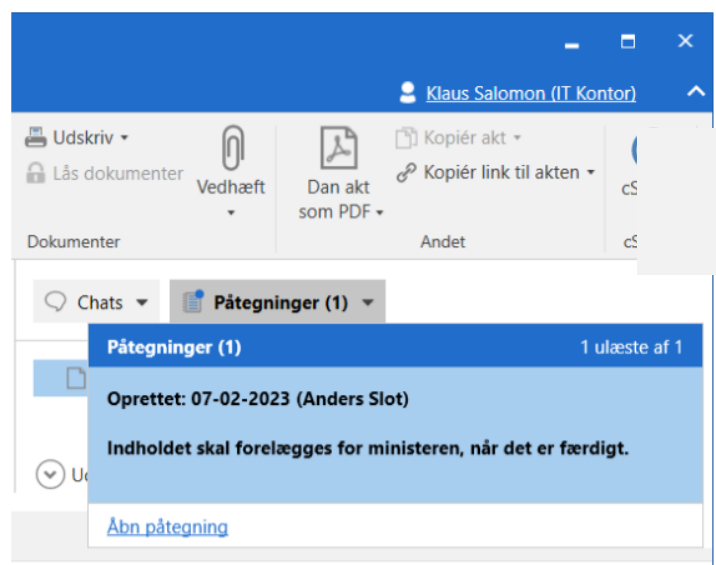 Klaus Salomon (IT Kontor)
Udskriv
Kopiér akt
Lås dokumenter
Vedhæft
Dan akt
som PDF
Kopiér link til akten
Dokumenter
Andet
Chats
Påtegninger (1)
Påtegninger (1) 1 ulæste af 1
Oprettet: 07-02-2023 (Anders Slot)
Indholdet skal forelægges for ministeren, når det er færdigt.
Åbn påtegning